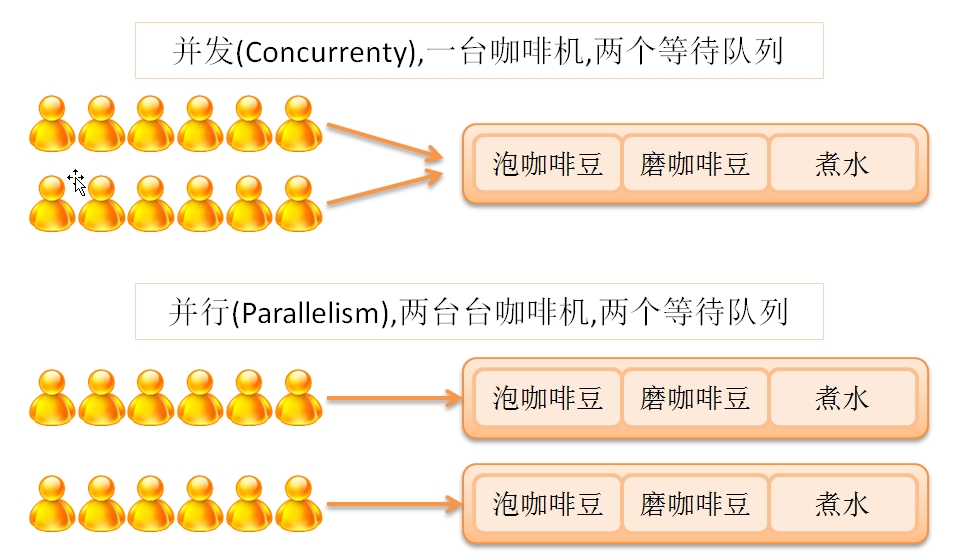 并发(Concurrenty),一台咖啡机,两个等待队列
泡咖啡豆 磨咖啡豆 煮水
并行(Parallelism),两台台咖啡机,两个等待队列
泡咖啡豆 磨咖啡豆 煮水
泡咖啡豆 磨咖啡豆 煮水